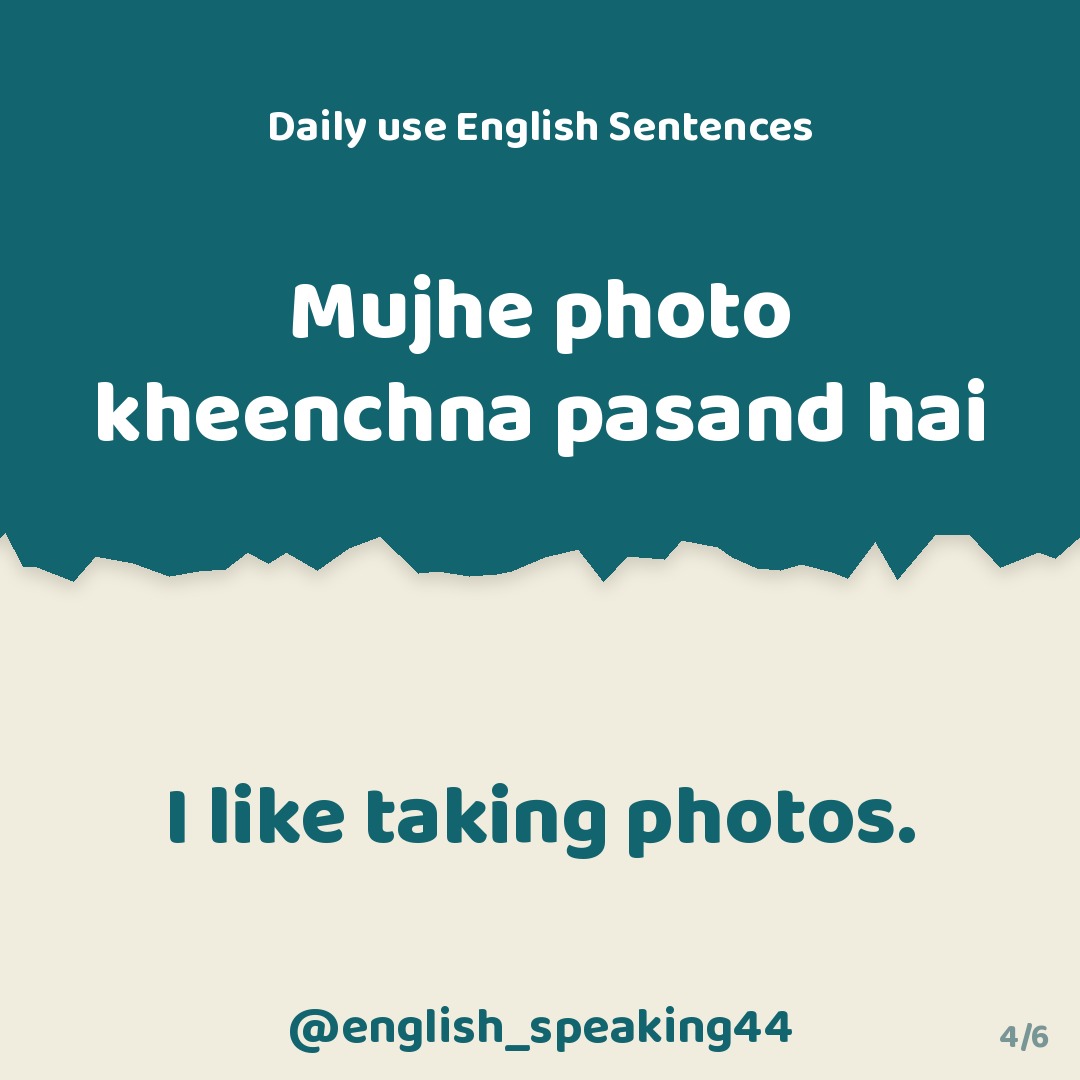 Daily use English Sentences
Mujhe photo
kheenchna pasand hai
I like taking photos.
@english_speaking44
4/6